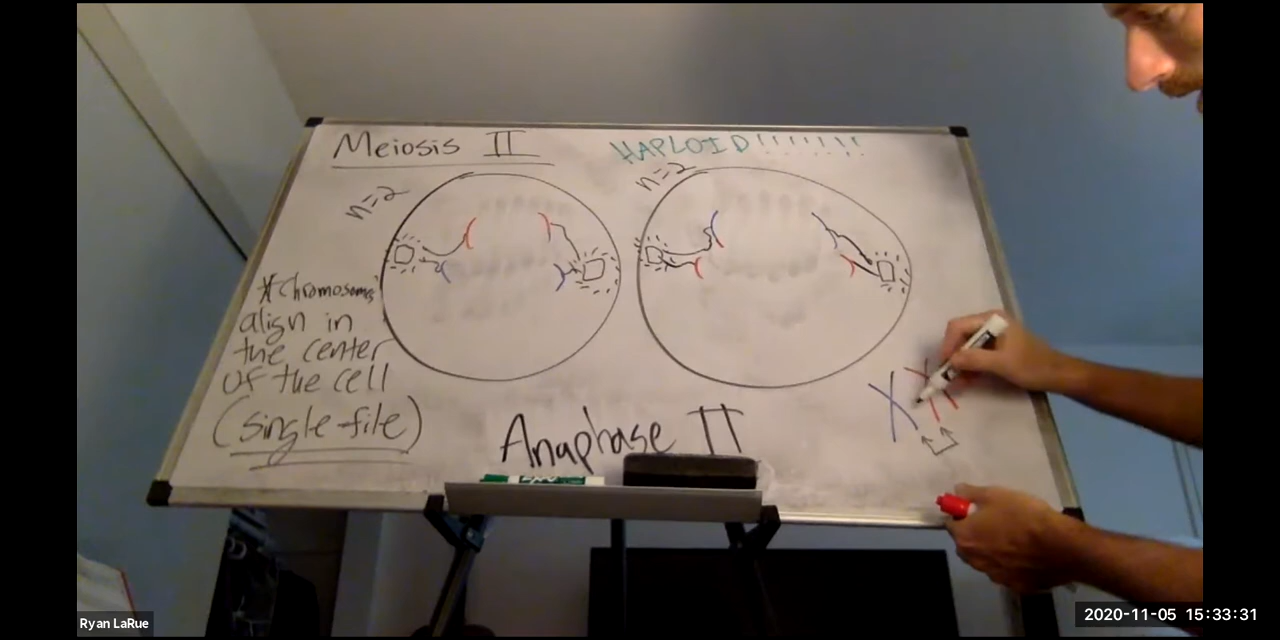 Meiosis II
HAPLOID!!!!!!!
n=2
n=2
*Chromosomes
align in
the center
of the cell
(single-file)
Anaphase II
EXPO
Ryan LaRue
2020-11-05 15:33:31